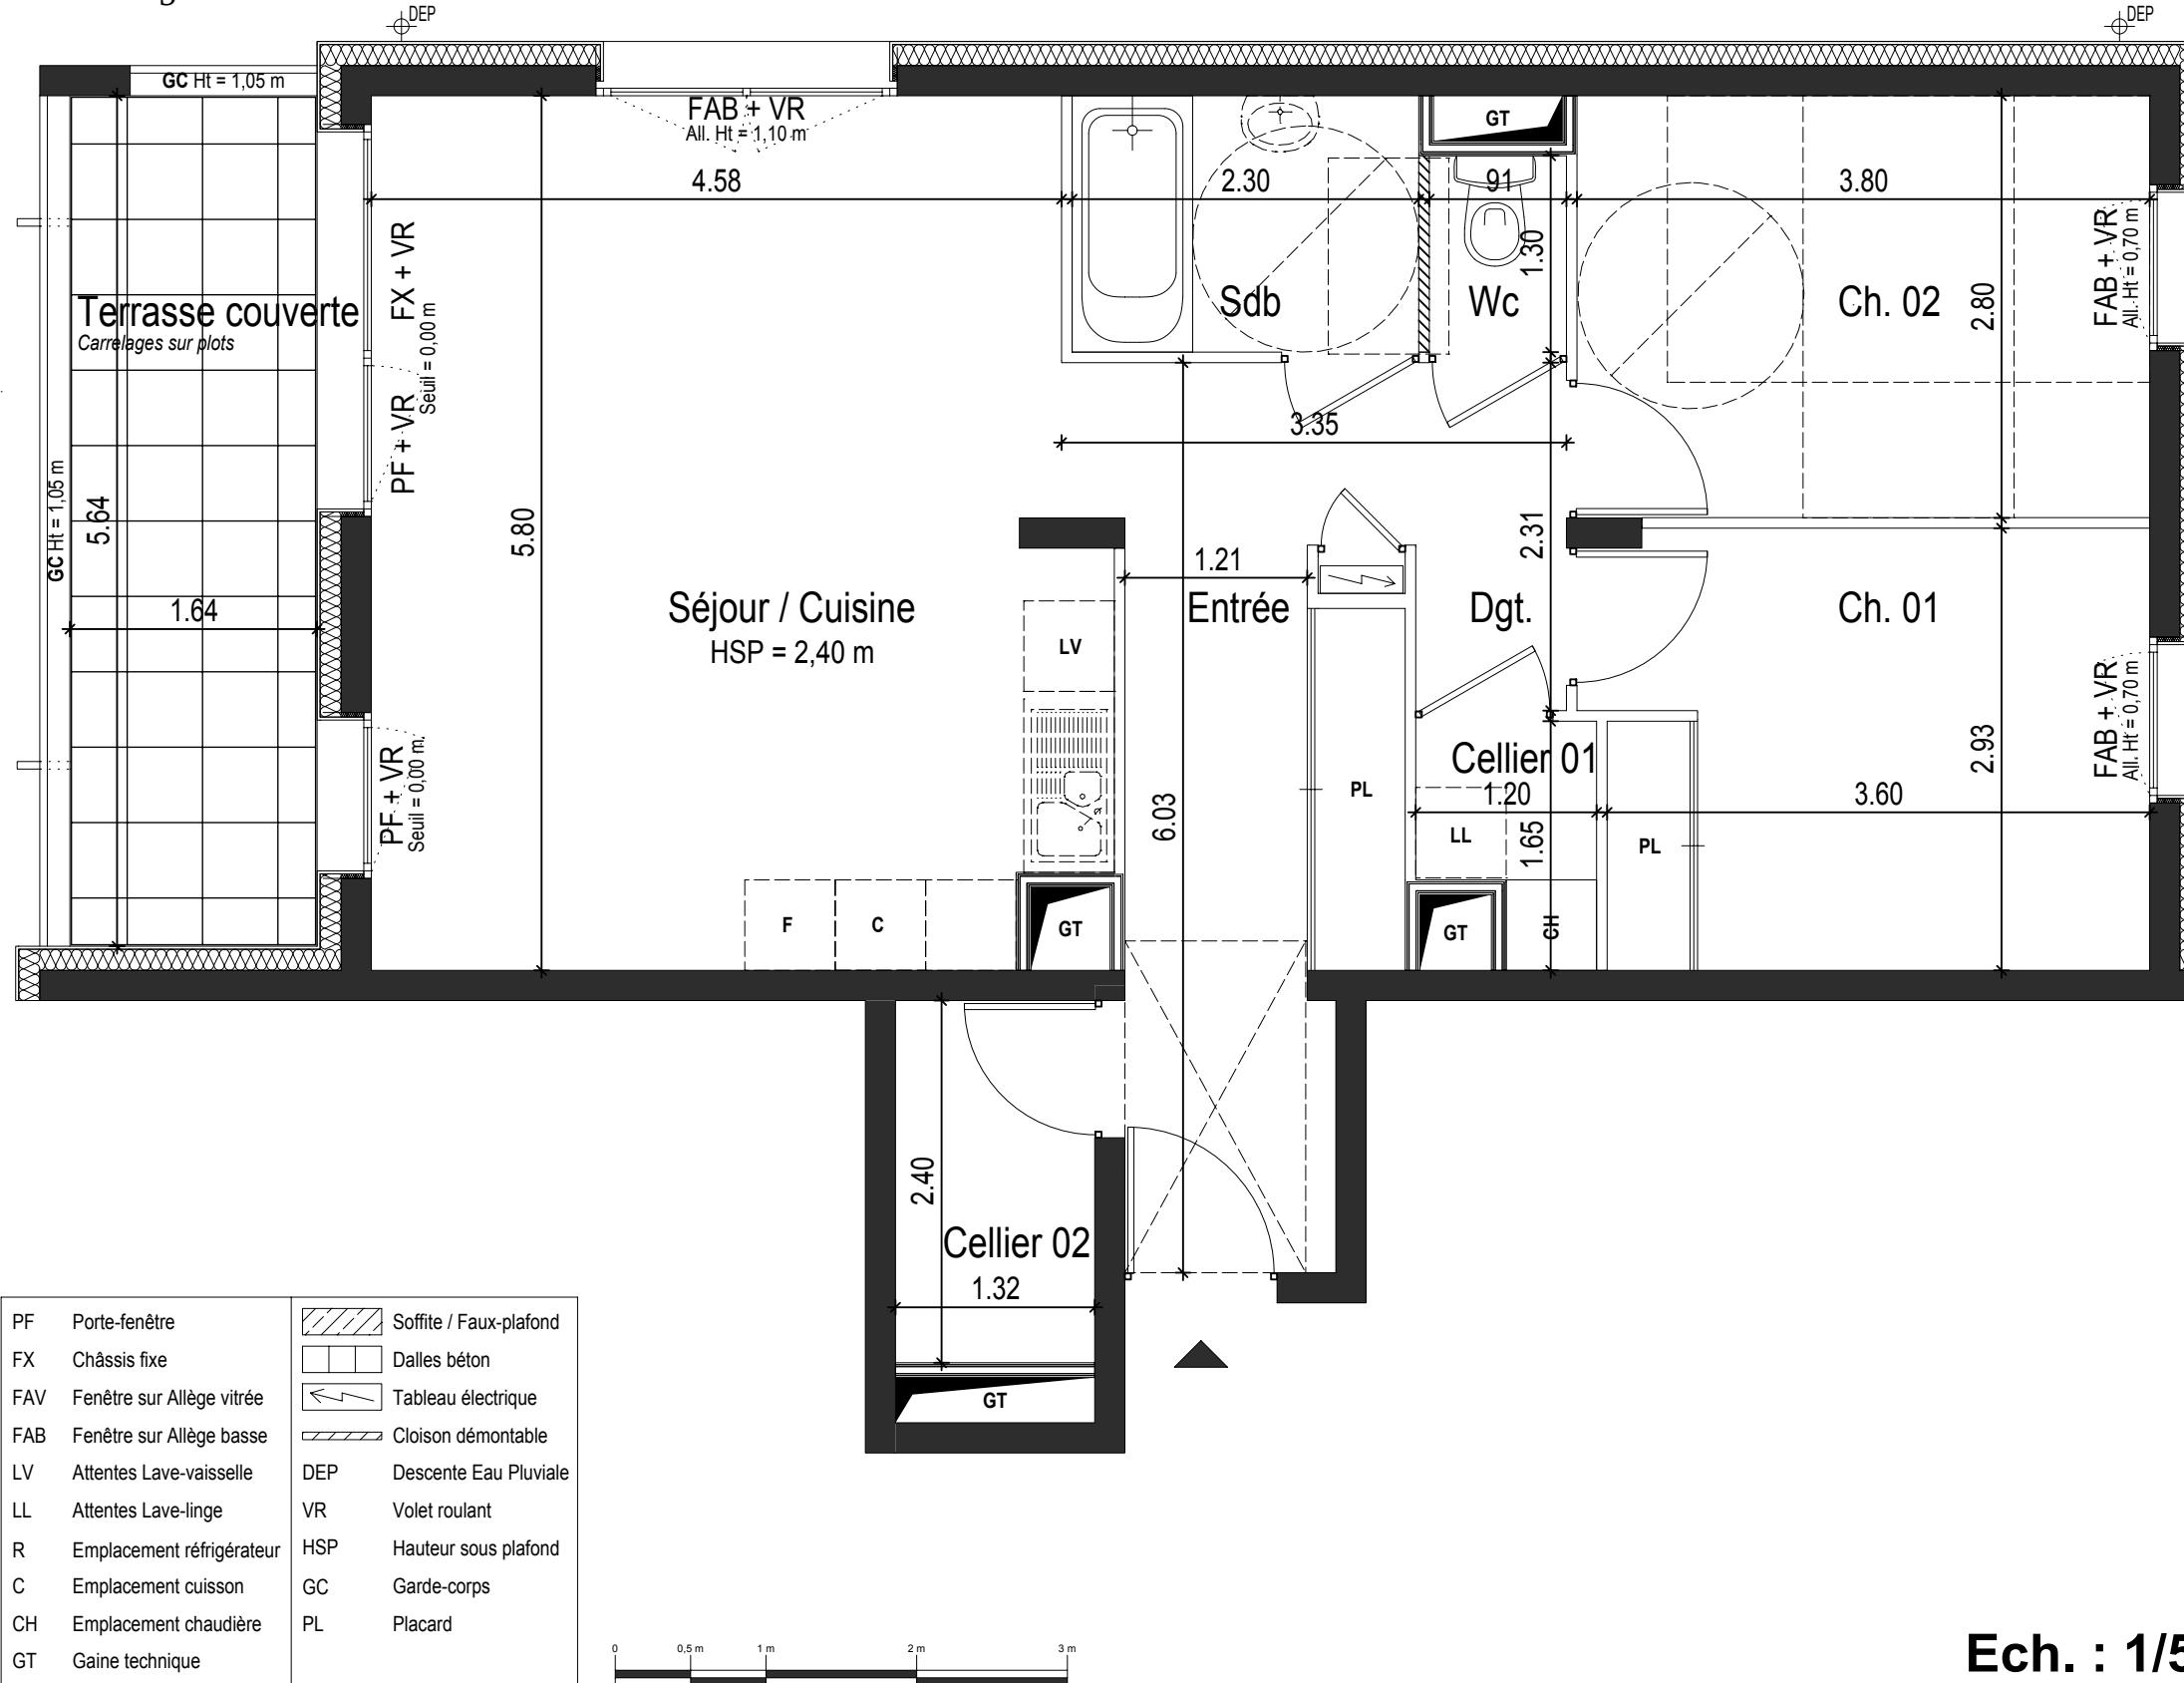 DEP
DEP
GC Ht = 1,05 m
FAB + VR
All. Ht = 1,10 m
GT
4.58
2.30
91
3.80
1.30
FX + VR
Seuil = 0,00 m
PF + VR
Terrasse couverte
Carrelages sur plots
Sdb
Wc
Ch. 02
2.80
FAB + VR
All. Ht = 0,70 m
3.35
GC Ht = 1,05 m
5.64
5.80
2.31
1.21
1.64
Séjour / Cuisine
HSP = 2,40 m
LV
Entrée
Dgt.
Ch. 01
FAB + VR
All. Ht = 0,70 m
PF + VR
Seuil = 0,00 m
Cellier 01
2.93
PL
1.20
3.60
6.03
LL
1.65
PL
F
C
GT
GT
CH
2.40
Cellier 02
1.32
GT
PF Porte-fenêtre
FX Châssis fixe
FAV Fenêtre sur Allège vitrée
FAB Fenêtre sur Allège basse
LV Attentes Lave-vaisselle
LL Attentes Lave-linge
R Emplacement réfrigérateur
C Emplacement cuisson
CH Emplacement chaudière
GT Gaine technique
Soffite / Faux-plafond
Dalles béton
Tableau électrique
Cloison démontable
DEP Descente Eau Pluviale
VR Volet roulant
HSP Hauteur sous plafond
GC Garde-corps
PL Placard
0 0,5 m 1 m 2 m 3 m
Ech. : 1/5